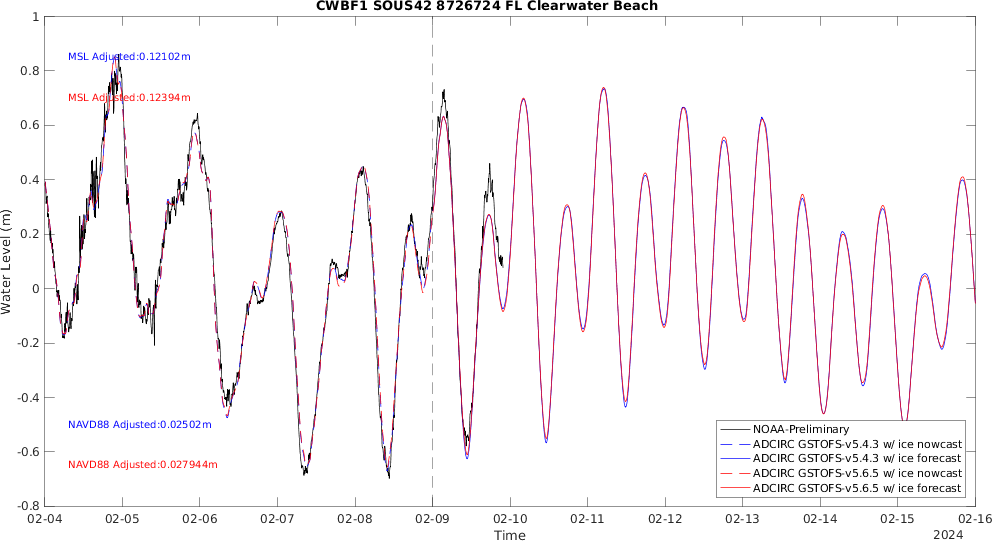 CWBF1 SOUS42 8726724 FL Clearwater Beach
1
0.8
0.6
0.4
0.2
0
-0.2
-0.4
-0.6
-0.8
Water Level (m)
MSL Adjusted:0.12102m
MSL Adjusted:0.12394m
NAVD88 Adjusted:0.02502m
NAVD88 Adjusted:0.027944m
NOAA-Preliminary
ADCIRC GSTOFS-v5.4.3 w/ ice nowcast
ADCIRC GSTOFS-v5.4.3 w/ ice forecast
ADCIRC GSTOFS-v5.6.5 w/ ice nowcast
ADCIRC GSTOFS-v5.6.5 w/ ice forecast
02-04 02-05 02-06 02-07 02-08 02-09 02-10 02-11 02-12 02-13 02-14 02-15 02-16
Time
2024